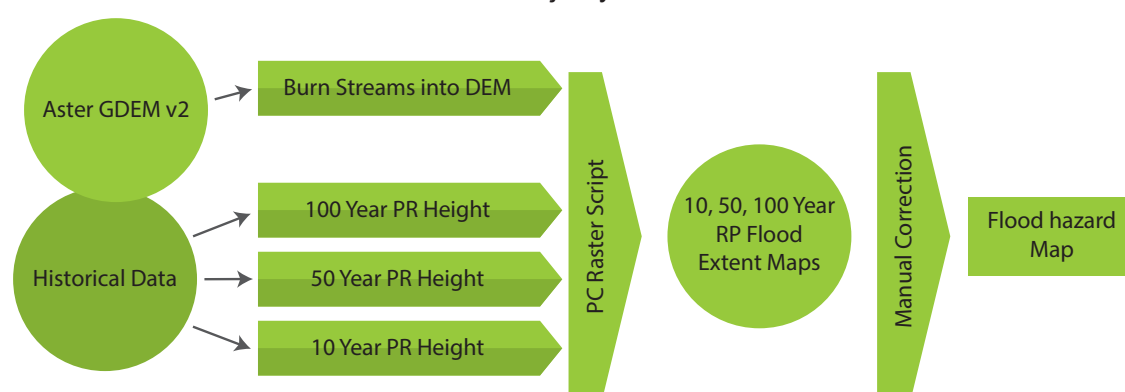 Aster GDEM v2
Historical Data
Burn Streams into DEM
100 Year PR Height
50 Year PR Height
10 Year PR Height
PC Raster Script
10, 50, 100 Year
RP Flood
Extent Maps
Manual Correction
Flood hazard
Map